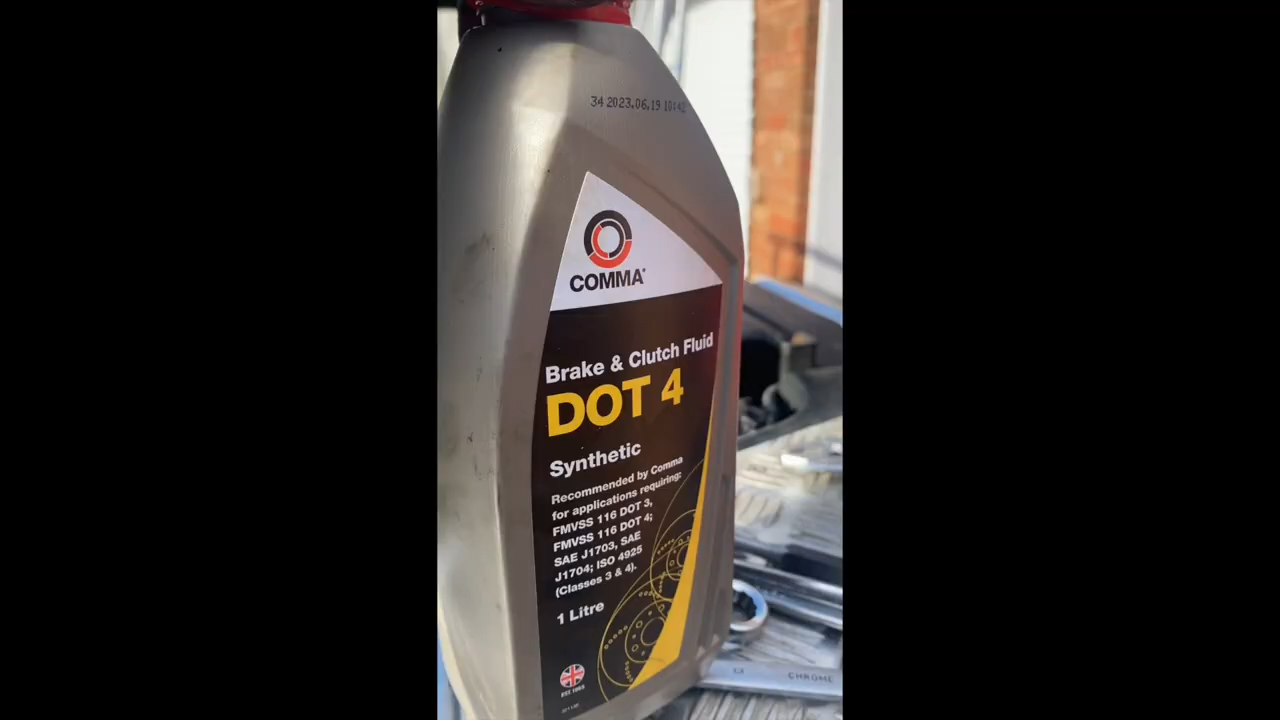 34 2023.06.19 10:42
COMMA
Brake & Clutch Fluid
DOT 4
Synthetic
Recommended by Comma
for applications requiring:
FMVSS 116 DOT 3,
FMVSS 116 DOT 4;
SAE J1703, SAE
J1704; ISO 4925
(Classes 3 & 4).
1 Litre
EST. 1965
CHROME